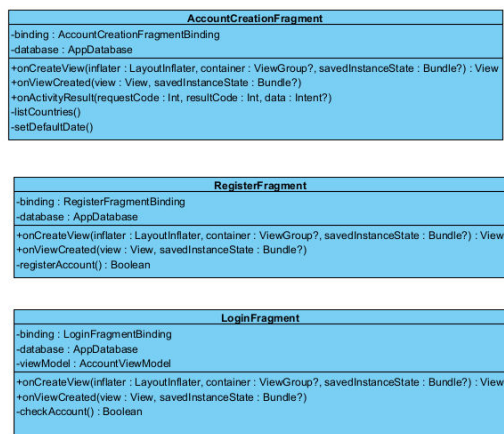 AccountCreationFragment
-binding : AccountCreationFragmentBinding
-database : AppDatabase
+onCreateView(inflater : LayoutInflater, container : ViewGroup?, savedInstanceState : Bundle?) : View
+onViewCreated(view : View, savedInstanceState : Bundle?)
+onActivityResult(requestCode : Int, resultCode : Int, data : Intent?)
-listCountries()
-setDefaultDate()
RegisterFragment
-binding : RegisterFragmentBinding
-database : AppDatabase
+onCreateView(inflater : LayoutInflater, container : ViewGroup?, savedInstanceState : Bundle?) : View
+onViewCreated(view : View, savedInstanceState : Bundle?)
-registerAccount() : Boolean
LoginFragment
-binding : LoginFragmentBinding
-database : AppDatabase
-viewModel : AccountViewModel
+onCreateView(inflater : LayoutInflater, container : ViewGroup?, savedInstanceState : Bundle?) : View
+onViewCreated(view : View, savedInstanceState : Bundle?)
-checkAccount() : Boolean